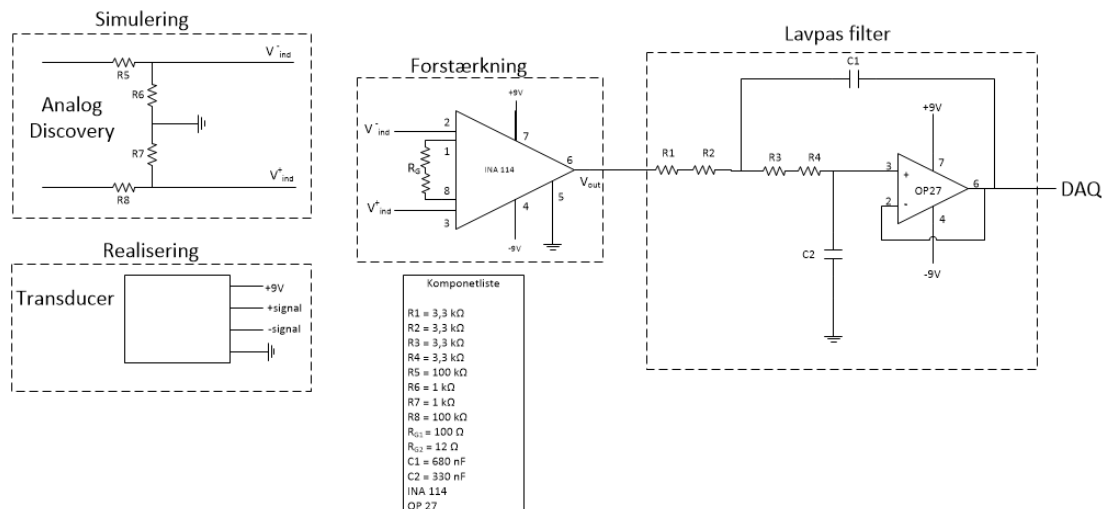 Simulering
V-ind
R5
R6
Analog
Discovery
R7
V+ind
R8
Realisering
Transducer
+9V
+signal
-signal
Forstærkning
+9V
V-ind
2
7
1
RG
INA 114
6
Vout
8
5
V+ind
3
4
-9V
Komponetliste
R1 = 3,3 kΩ
R2 = 3,3 kΩ
R3 = 3,3 kΩ
R4 = 3,3 kΩ
R5 = 100 kΩ
R6 = 1 kΩ
R7 = 1 kΩ
R8 = 100 kΩ
RG1 = 100 Ω
RG2 = 12 Ω
C1 = 680 nF
C2 = 330 nF
INA 114
OP 27
Lavpas filter
C1
+9V
R1
R2
R3
R4
3
7
+
OP27
6
DAQ
2
-
4
C2
-9V